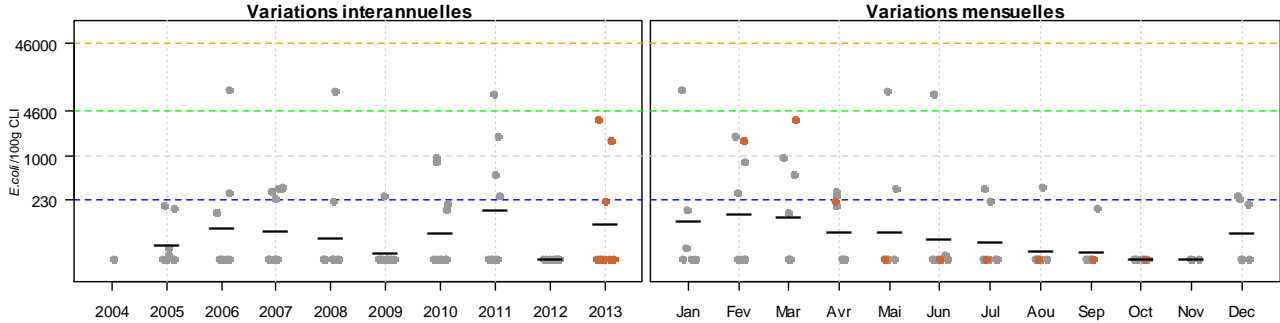 Variations interannuelles
Variations mensuelles
46000
4600
1000
230
E.coli/100g CLI
2004 2005 2006 2007 2008 2009 2010 2011 2012 2013
Jan Fev Mar Avr Mai Jun Jul Aou Sep Oct Nov Dec